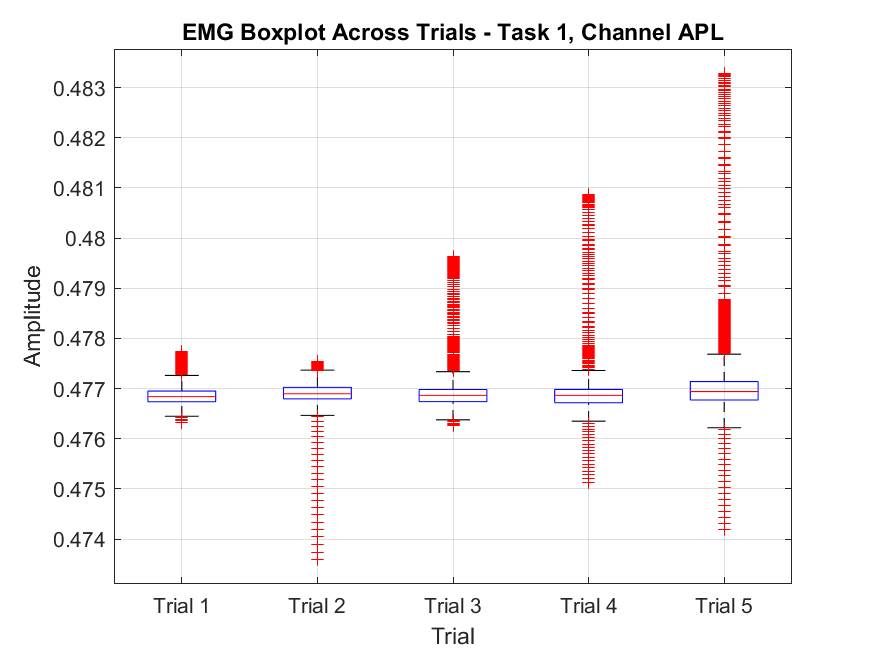 EMG Boxplot Across Trials - Task 1, Channel APL
0.483
0.482
0.481
0.48
0.479
0.478
0.477
0.476
0.475
0.474
Amplitude
Trial 1 Trial 2 Trial 3 Trial 4 Trial 5
Trial